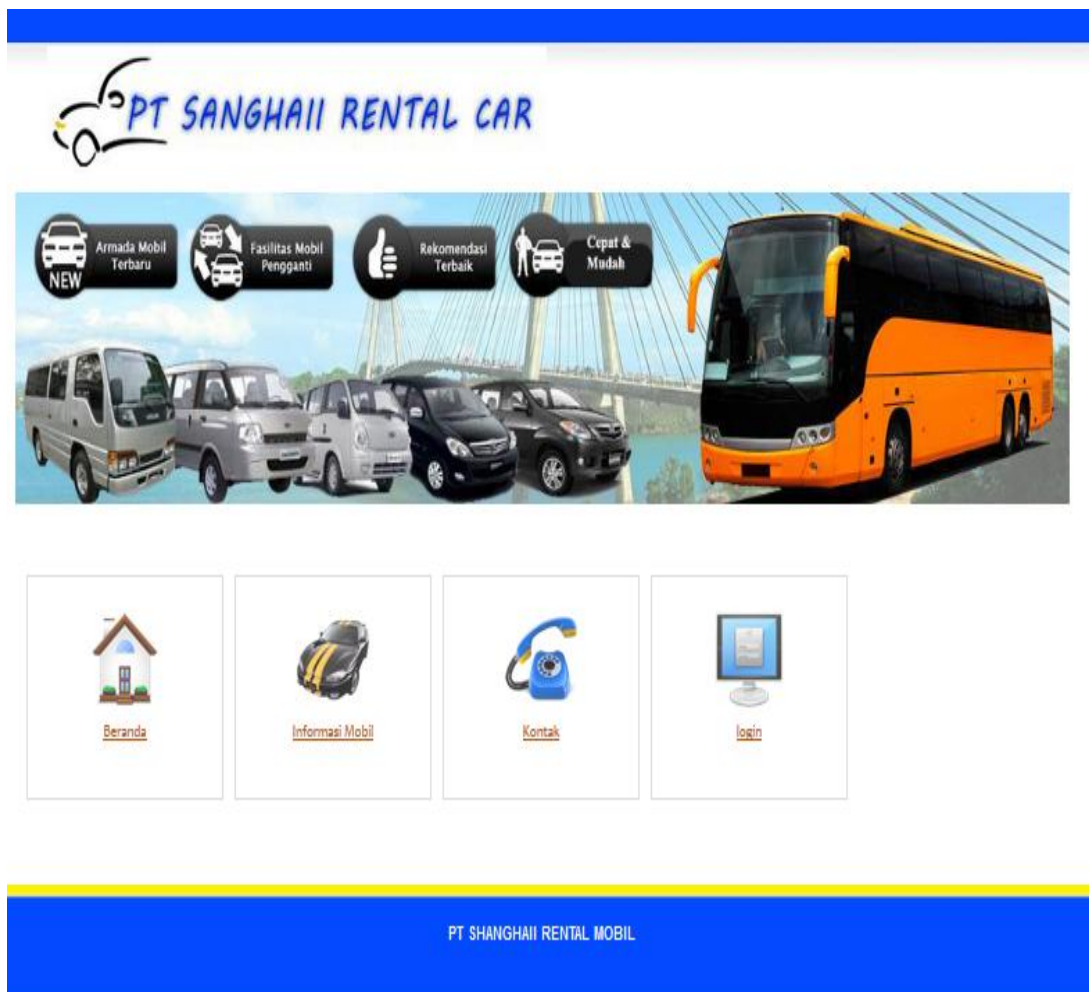 PT SANGHAII RENTAL CAR
Armada Mobil
Terbaru
NEW
Fasilitas Mobil
Pengganti
Rekomendasi
Terbaik
Cepat &
Mudah
Beranda
Informasi Mobil
Kontak
login
PT SHANGHAII RENTAL MOBIL